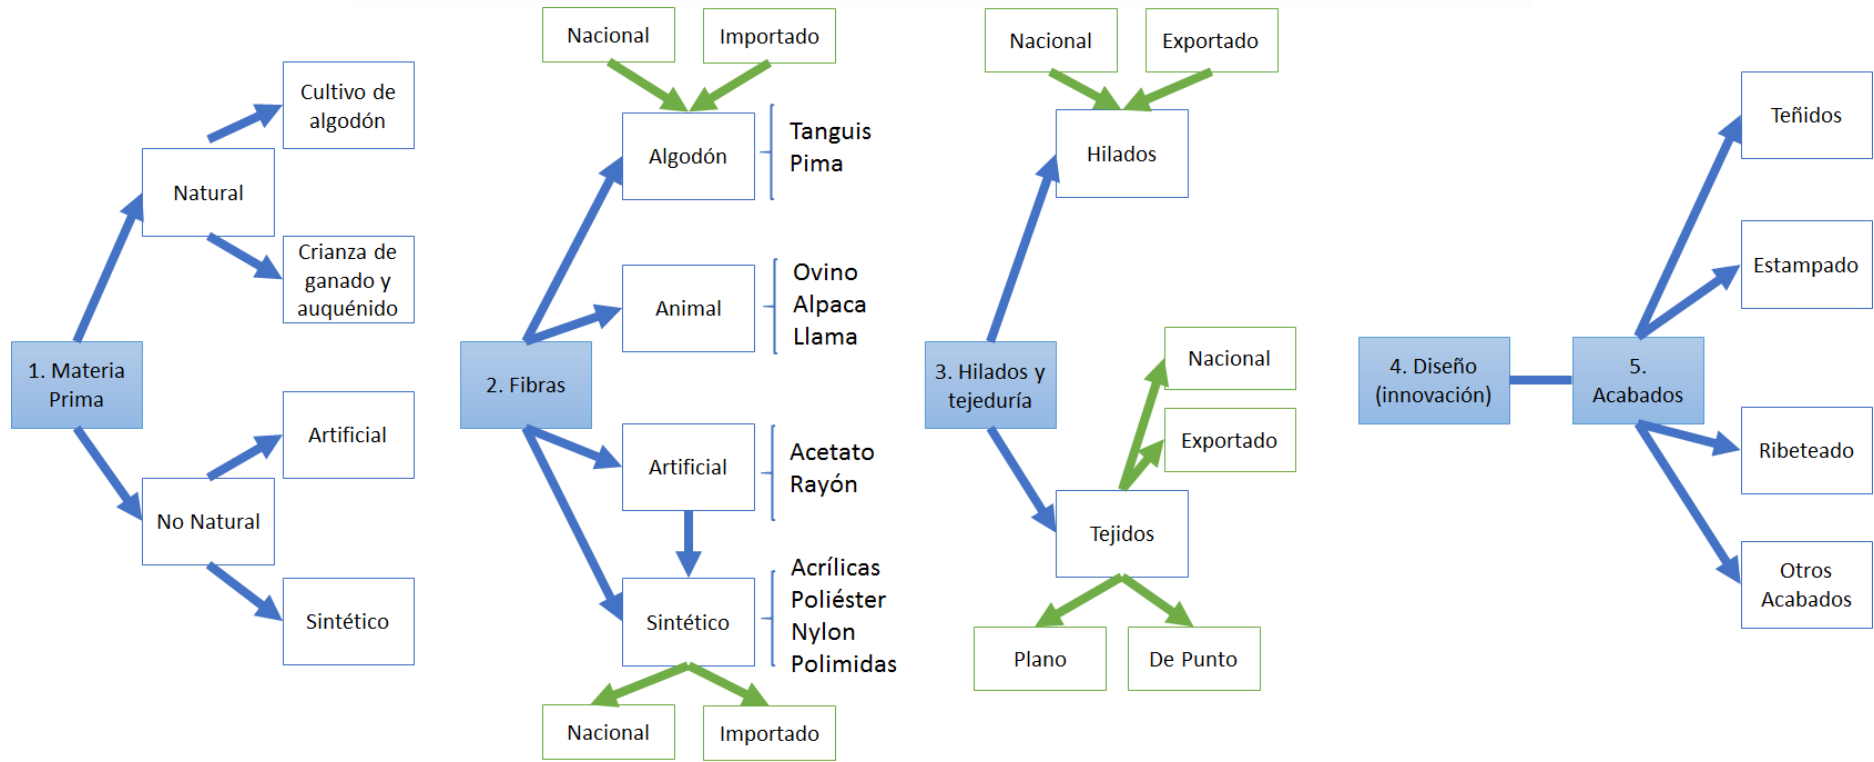 1. Materia
Prima
Natural
Cultivo de
algodón
Crianza de
ganado y
auquénido
No Natural
Artificial
Sintético
2. Fibras
Nacional
Importado
Algodón
Tanguis
Pima
Animal
Ovino
Alpaca
Llama
Artificial
Acetato
Rayón
Sintético
Acrílicas
Poliéster
Nylon
Polimidas
Nacional
Importado
3. Hilados y
tejeduría
Nacional
Exportado
Hilados
Nacional
Exportado
Tejidos
Plano
De Punto
4. Diseño
(innovación)
5.
Acabados
Teñidos
Estampado
Ribeteado
Otros
Acabados